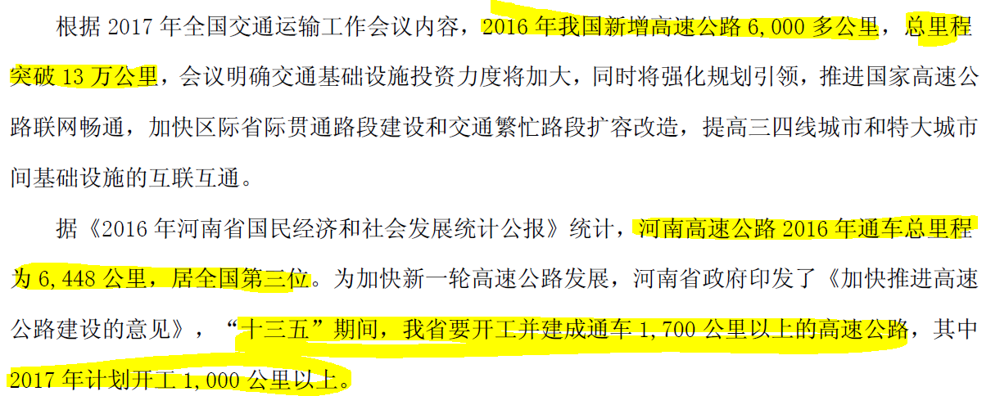 根据 2017 年全国交通运输工作会议内容，2016 年我国新增高速公路 6,000 多公里，总里程
突破 13 万公里，会议明确交通基础设施投资力度将加大，同时将强化规划引领，推进国家高速公
路联网畅通，加快区际省际贯通路段建设和交通繁忙路段扩容改造，提高三四线城市和特大城市
间基础设施的互联互通。
据《2016 年河南省国民经济和社会发展统计公报》统计，河南高速公路 2016 年通车总里程
为 6,448 公里，居全国第三位。为加快新一轮高速公路发展，河南省政府印发了《加快推进高速
公路建设的意见》，“十三五”期间，我省要开工并建成通车 1,700 公里以上的高速公路，其中
2017 年计划开工 1,000 公里以上。